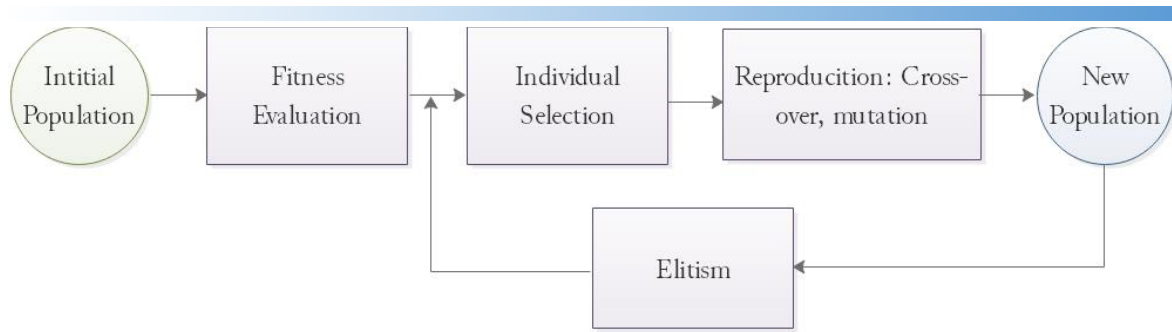 Intitial
Population
Fitness
Evaluation
Individual
Selection
Reproducition: Cross-
over, mutation
New
Population
Elitism